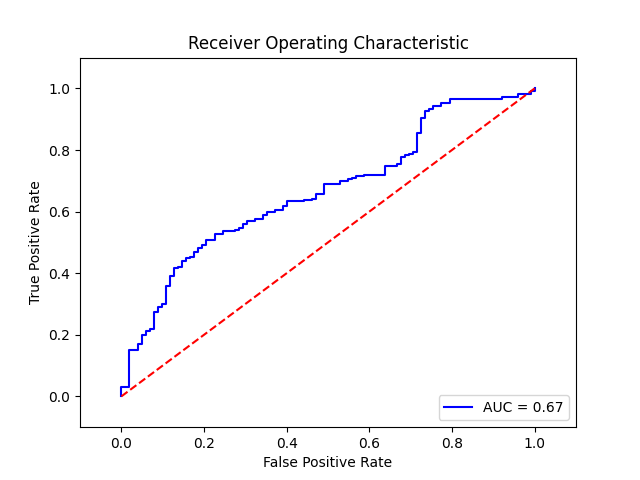 Receiver Operating Characteristic
True Positive Rate
1.0
0.8
0.6
0.4
0.2
0.0
AUC = 0.67
0.0 0.2 0.4 0.6 0.8 1.0
False Positive Rate